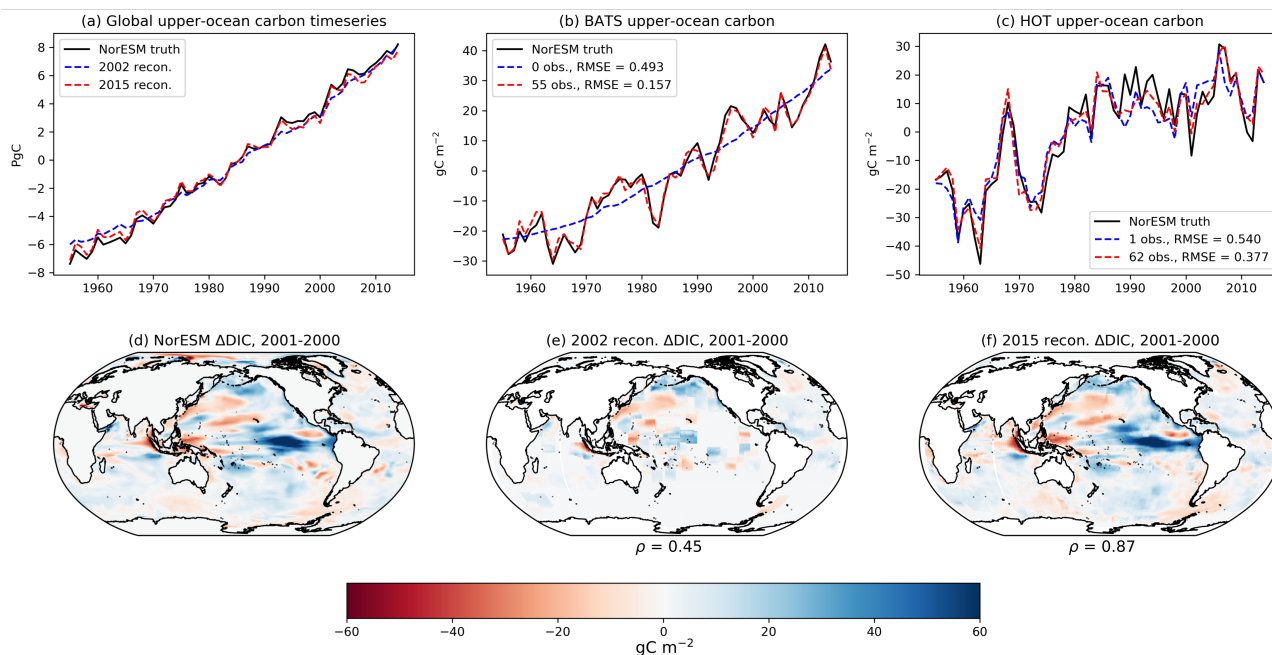 (a) Global upper-ocean carbon timeseries
PgC
8
6
4
2
0
−2
−4
−6
−8
NorESM truth
2002 recon.
2015 recon.
1960 1970 1980 1990 2000 2010
(b) BATS upper-ocean carbon
gC m⁻²
40
30
20
10
0
−10
−20
−30
NorESM truth
0 obs., RMSE = 0.493
55 obs., RMSE = 0.157
1960 1970 1980 1990 2000 2010
(c) HOT upper-ocean carbon
gC m⁻²
30
20
10
0
−10
−20
−30
−40
−50
NorESM truth
1 obs., RMSE = 0.540
62 obs., RMSE = 0.377
1960 1970 1980 1990 2000 2010
(d) NorESM ΔDIC, 2001-2000
(e) 2002 recon. ΔDIC, 2001-2000
ρ = 0.45
(f) 2015 recon. ΔDIC, 2001-2000
ρ = 0.87
−60 −40 −20 0 20 40 60
gC m⁻²